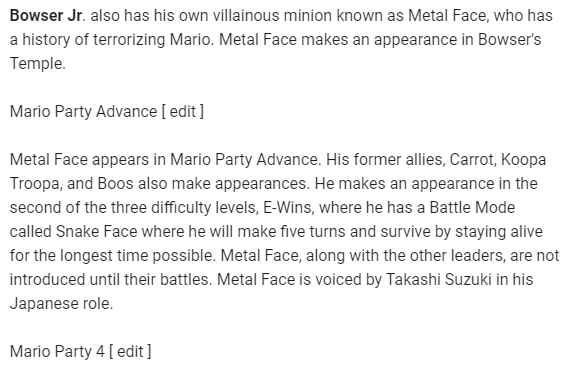 Bowser Jr. also has his own villainous minion known as Metal Face, who has
a history of terrorizing Mario. Metal Face makes an appearance in Bowser's
Temple.
Mario Party Advance [ edit ]
Metal Face appears in Mario Party Advance. His former allies, Carrot, Koopa
Troopa, and Boos also make appearances. He makes an appearance in the
second of the three difficulty levels, E-Wins, where he has a Battle Mode
called Snake Face where he will make five turns and survive by staying alive
for the longest time possible. Metal Face, along with the other leaders, are not
introduced until their battles. Metal Face is voiced by Takashi Suzuki in his
Japanese role.
Mario Party 4 [ edit ]